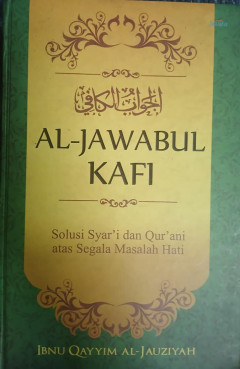 الجواب الكافي
AL-JAWABUL
KAFI
Solusi Syar'i dan Qur'ani
atas Segala Masalah Hati
IBNU QAYYIM AL-JAUZIYAH